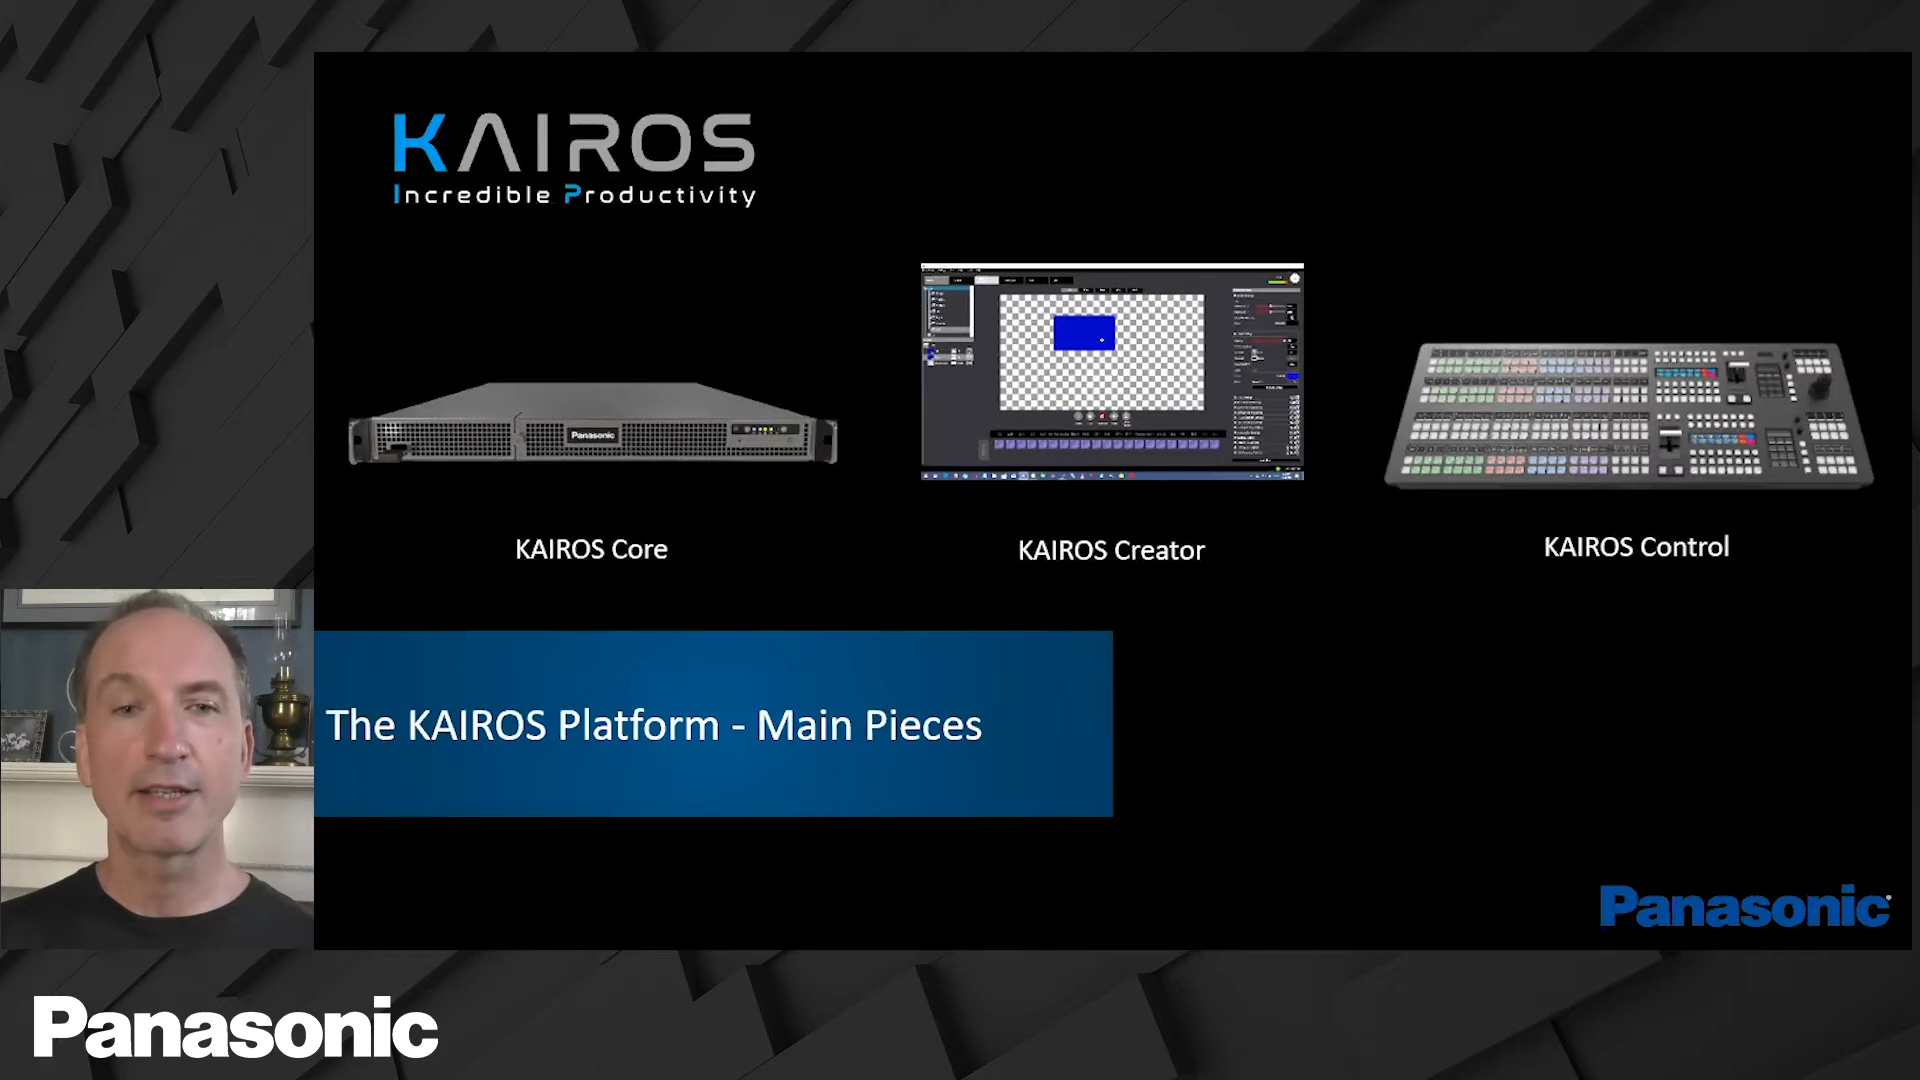 KAIROS
Incredible Productivity
Panasonic
KAIROS Core
KAIROS Creator
KAIROS Control
The KAIROS Platform - Main Pieces
Panasonic
Panasonic